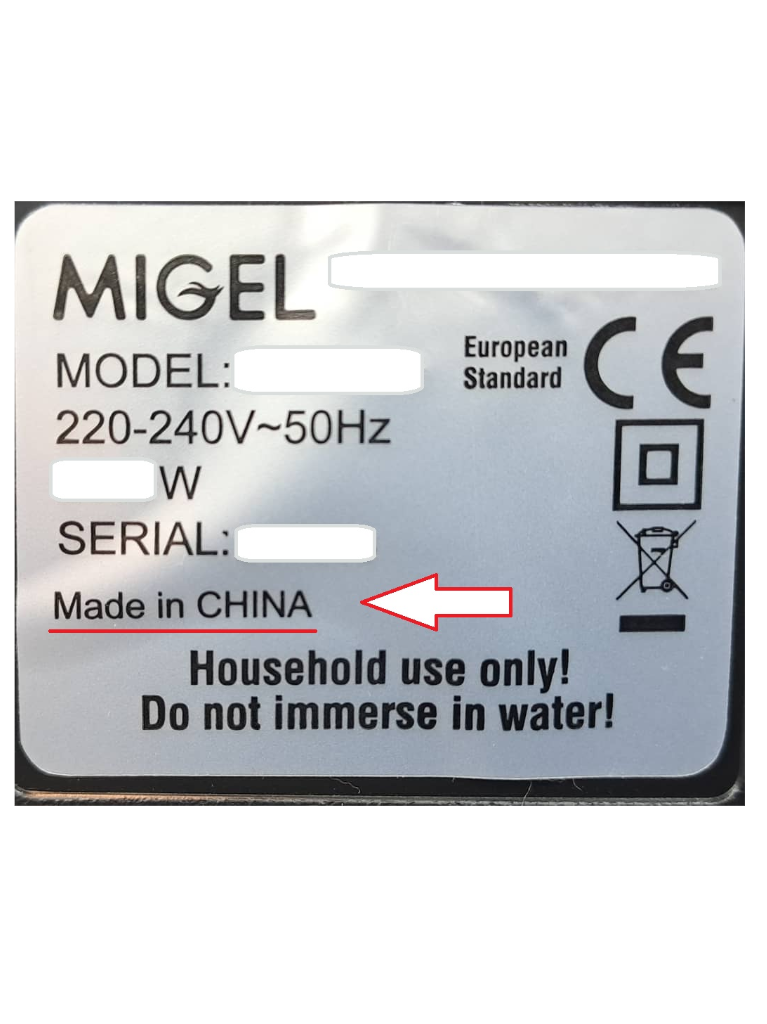 MIGEL
MODEL:
220-240V~50Hz
W
SERIAL:
Made in CHINA
European
Standard
CE
Household use only!
Do not immerse in water!